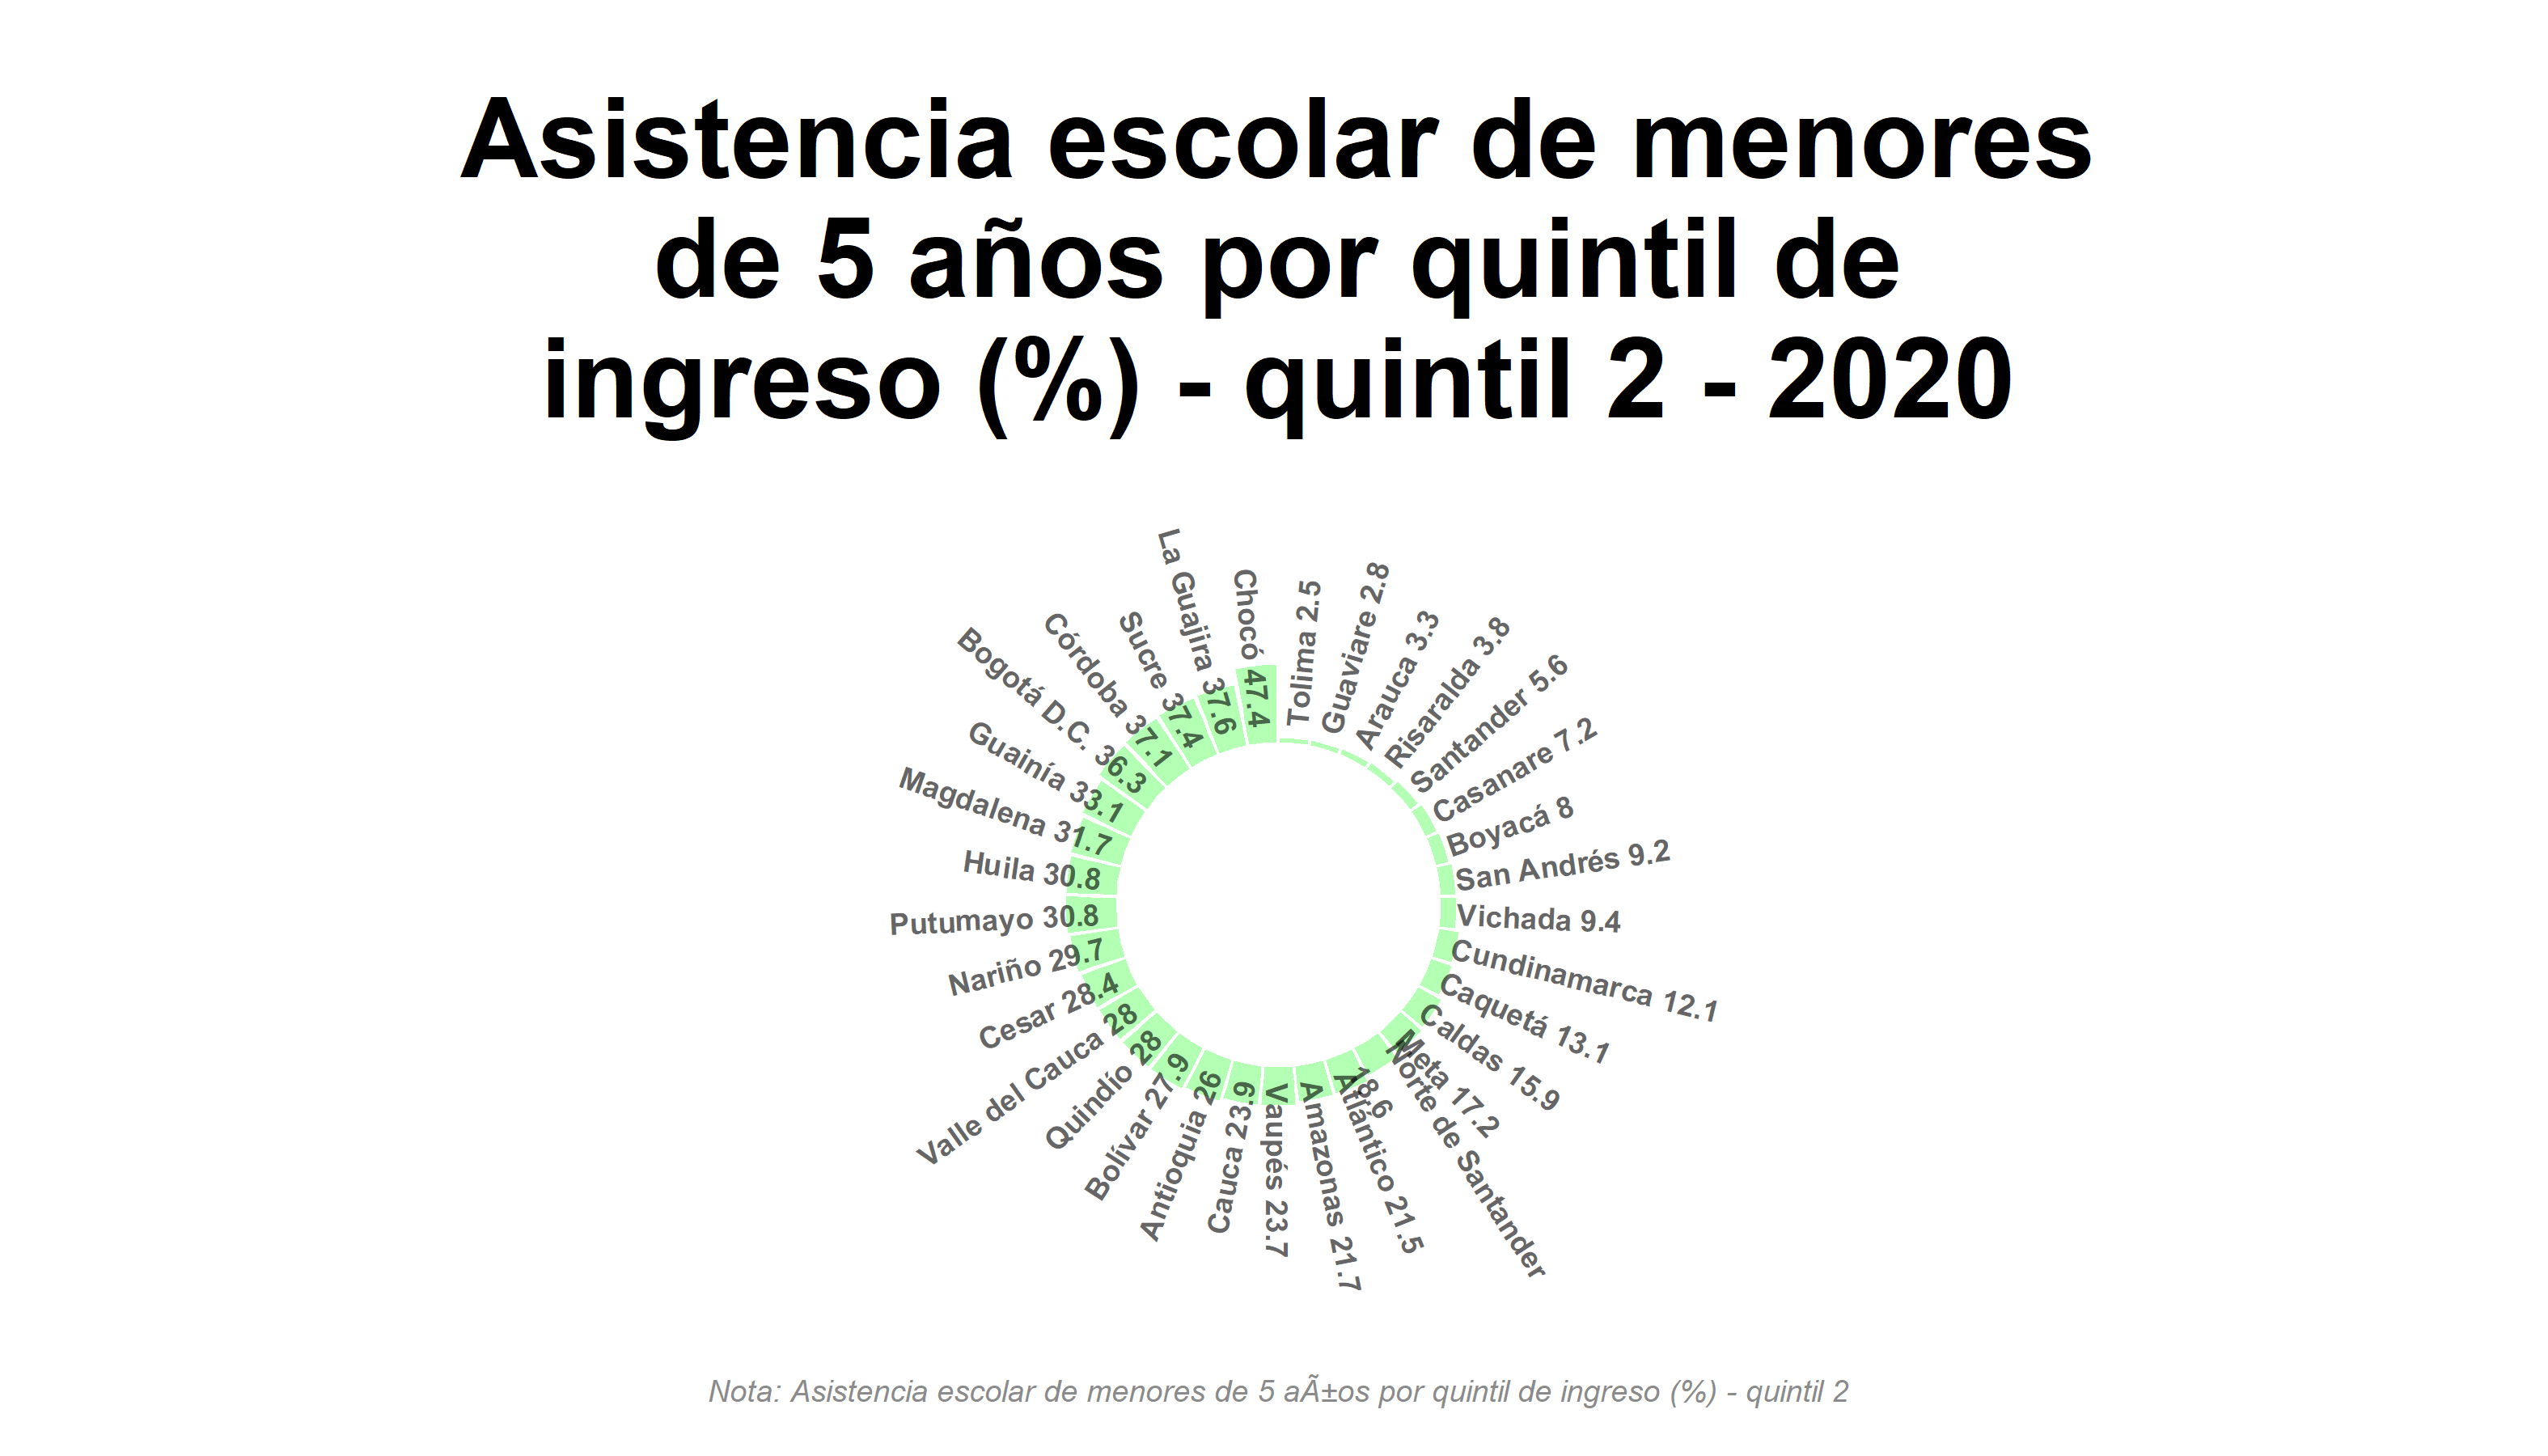 Asistencia escolar de menores
de 5 años por quintil de
ingreso (%) - quintil 2 - 2020
Tolima 2.5
Guaviare 2.8
Arauca 3.3
Risaralda 3.8
Santander 5.6
Casanare 7.2
Boyacá 8
San Andrés 9.2
Vichada 9.4
Cundinamarca 12.1
Caquetá 13.1
Caldas 15.9
Meta 17.2
Norte de Santander
18.6
Atlántico 21.5
Amazonas 21.7
Vaupés 23.7
Cauca 23.9
Antioquia 26
Bolívar 27.9
Quindío 28
Valle del Cauca 28
Cesar 28.4
Nariño 29.7
Putumayo 30.8
Huila 30.8
Magdalena 31.7
Guainía 33.1
Bogotá D.C. 36.3
Córdoba 37.1
Sucre 37.4
La Guajira 37.6
Chocó 47.4
Nota: Asistencia escolar de menores de 5 aÃ±os por quintil de ingreso (%) - quintil 2